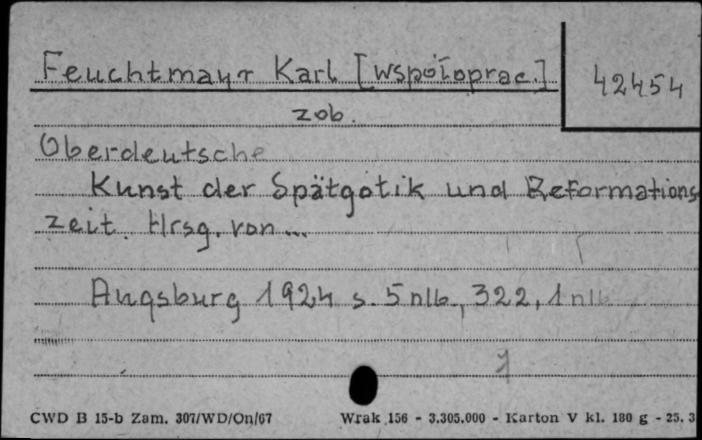 Feuchtmayr Karl [współoprac.]
42454
zob.
Oberdeutsche
Kunst der Spätgotik und Reformations
zeit. Hrsg. von...
Augsburg 1924 s. 5 nlb., 322, 1 nlb
CWD B 15-b Zam. 307/WD/On/67 Wrak 156 - 3.305.000 - Karton V kl. 180 g - 25. 3